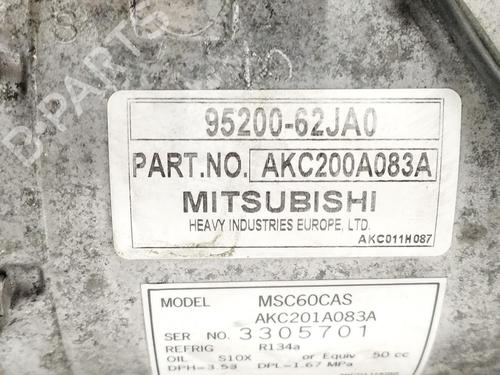 B-PARTS
95200-62JA0
PART.NO. AKC200A083A
MITSUBISHI
HEAVY INDUSTRIES EUROPE, LTD.
AKC011H087
MODEL MSC60CAS
AKC201A083A
SER NO. 3305701
REFRIG R134a
OIL S10X or Equiv 50 cc
DPH=3.53 DPL=1.67 MPa